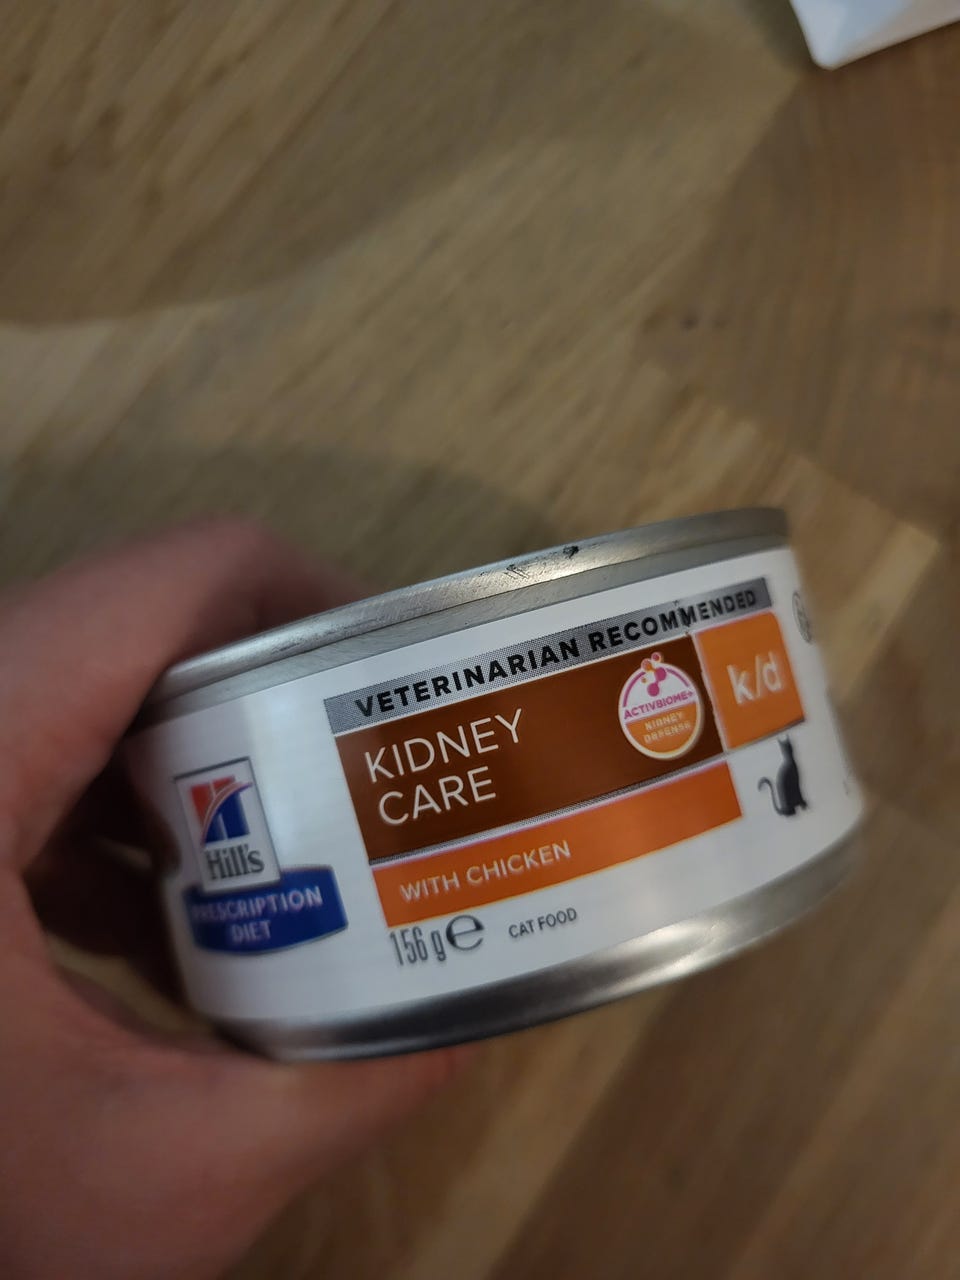 VETERINARIAN RECOMMENDED
KIDNEY
CARE
ACTIVBIOME+
KIDNEY
DEFENSE
k/d
WITH CHICKEN
Hill's
PRESCRIPTION
DIET
156 g ℮
CAT FOOD